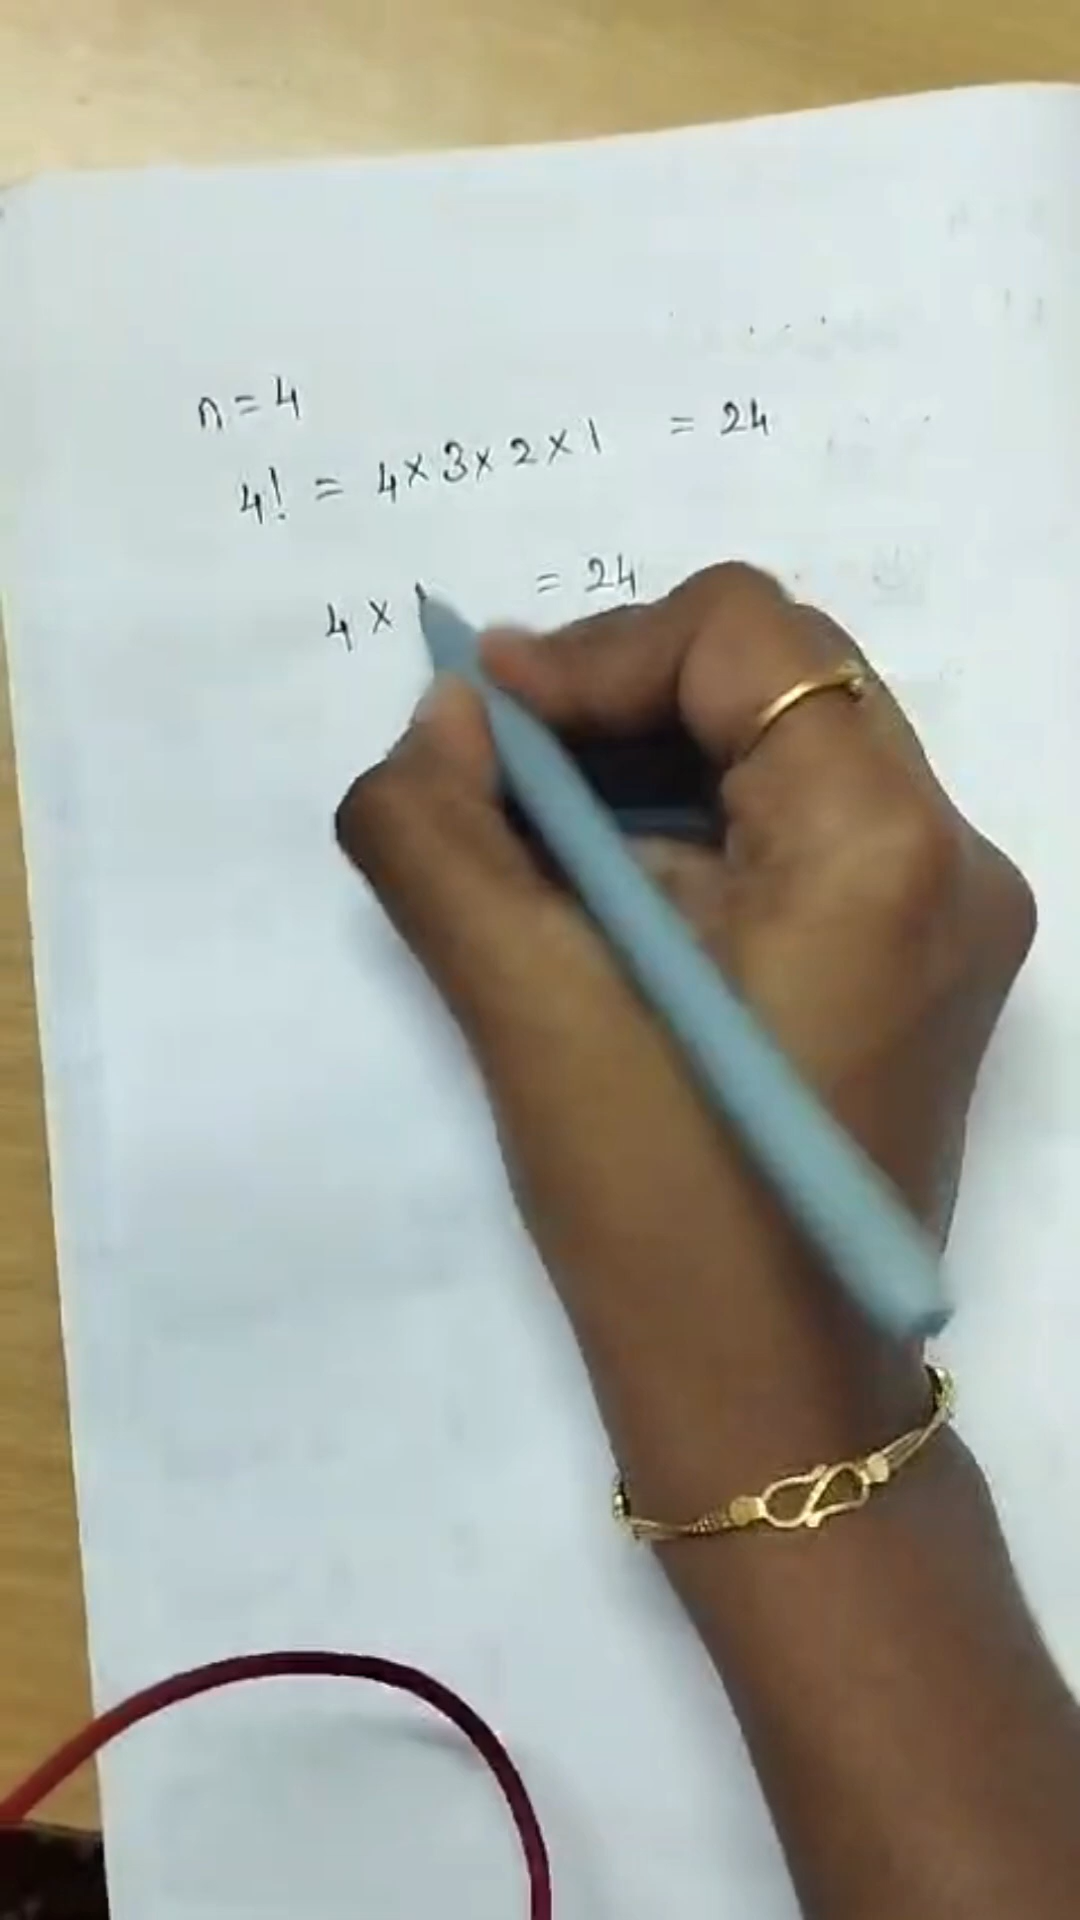 n = 4
4! = 4 × 3 × 2 × 1 = 24
4 × = 24